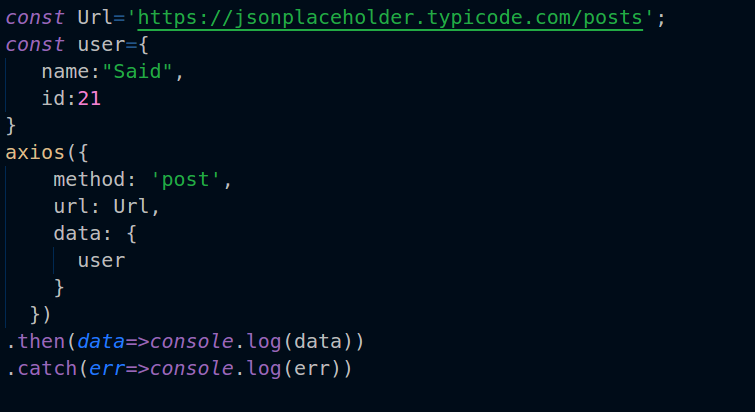 const Url='https://jsonplaceholder.typicode.com/posts';
const user={
   name:"Said",
   id:21
}
axios({
    method: 'post',
    url: Url,
    data: {
      user
    }
  })
.then(data=>console.log(data))
.catch(err=>console.log(err))